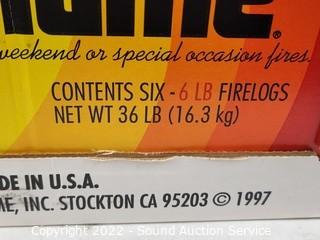 weekend or special occasion fires.
CONTENTS SIX - 6 LB FIRELOGS
NET WT 36 LB (16.3 kg)
DE IN U.S.A.
ME, INC. STOCKTON CA 95203 © 1997
Copyright 2022 - Sound Auction Service